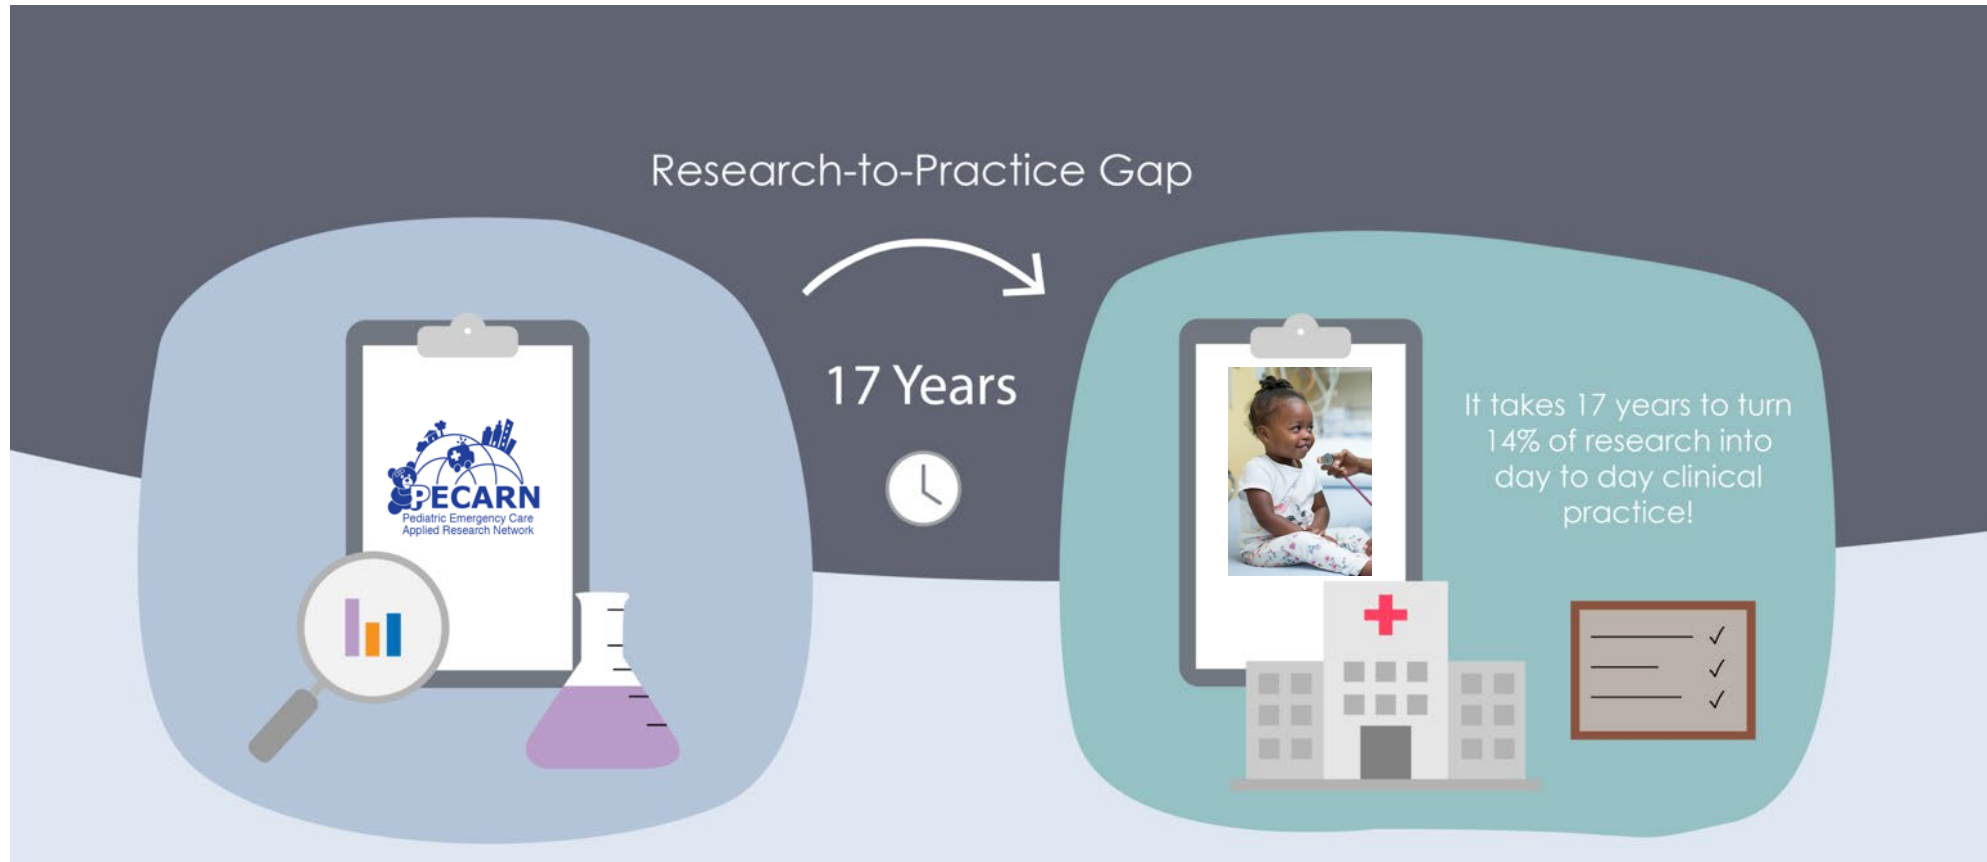 Research-to-Practice Gap
17 Years
PECARN
Pediatric Emergency Care
Applied Research Network
It takes 17 years to turn
14% of research into
day to day clinical
practice!